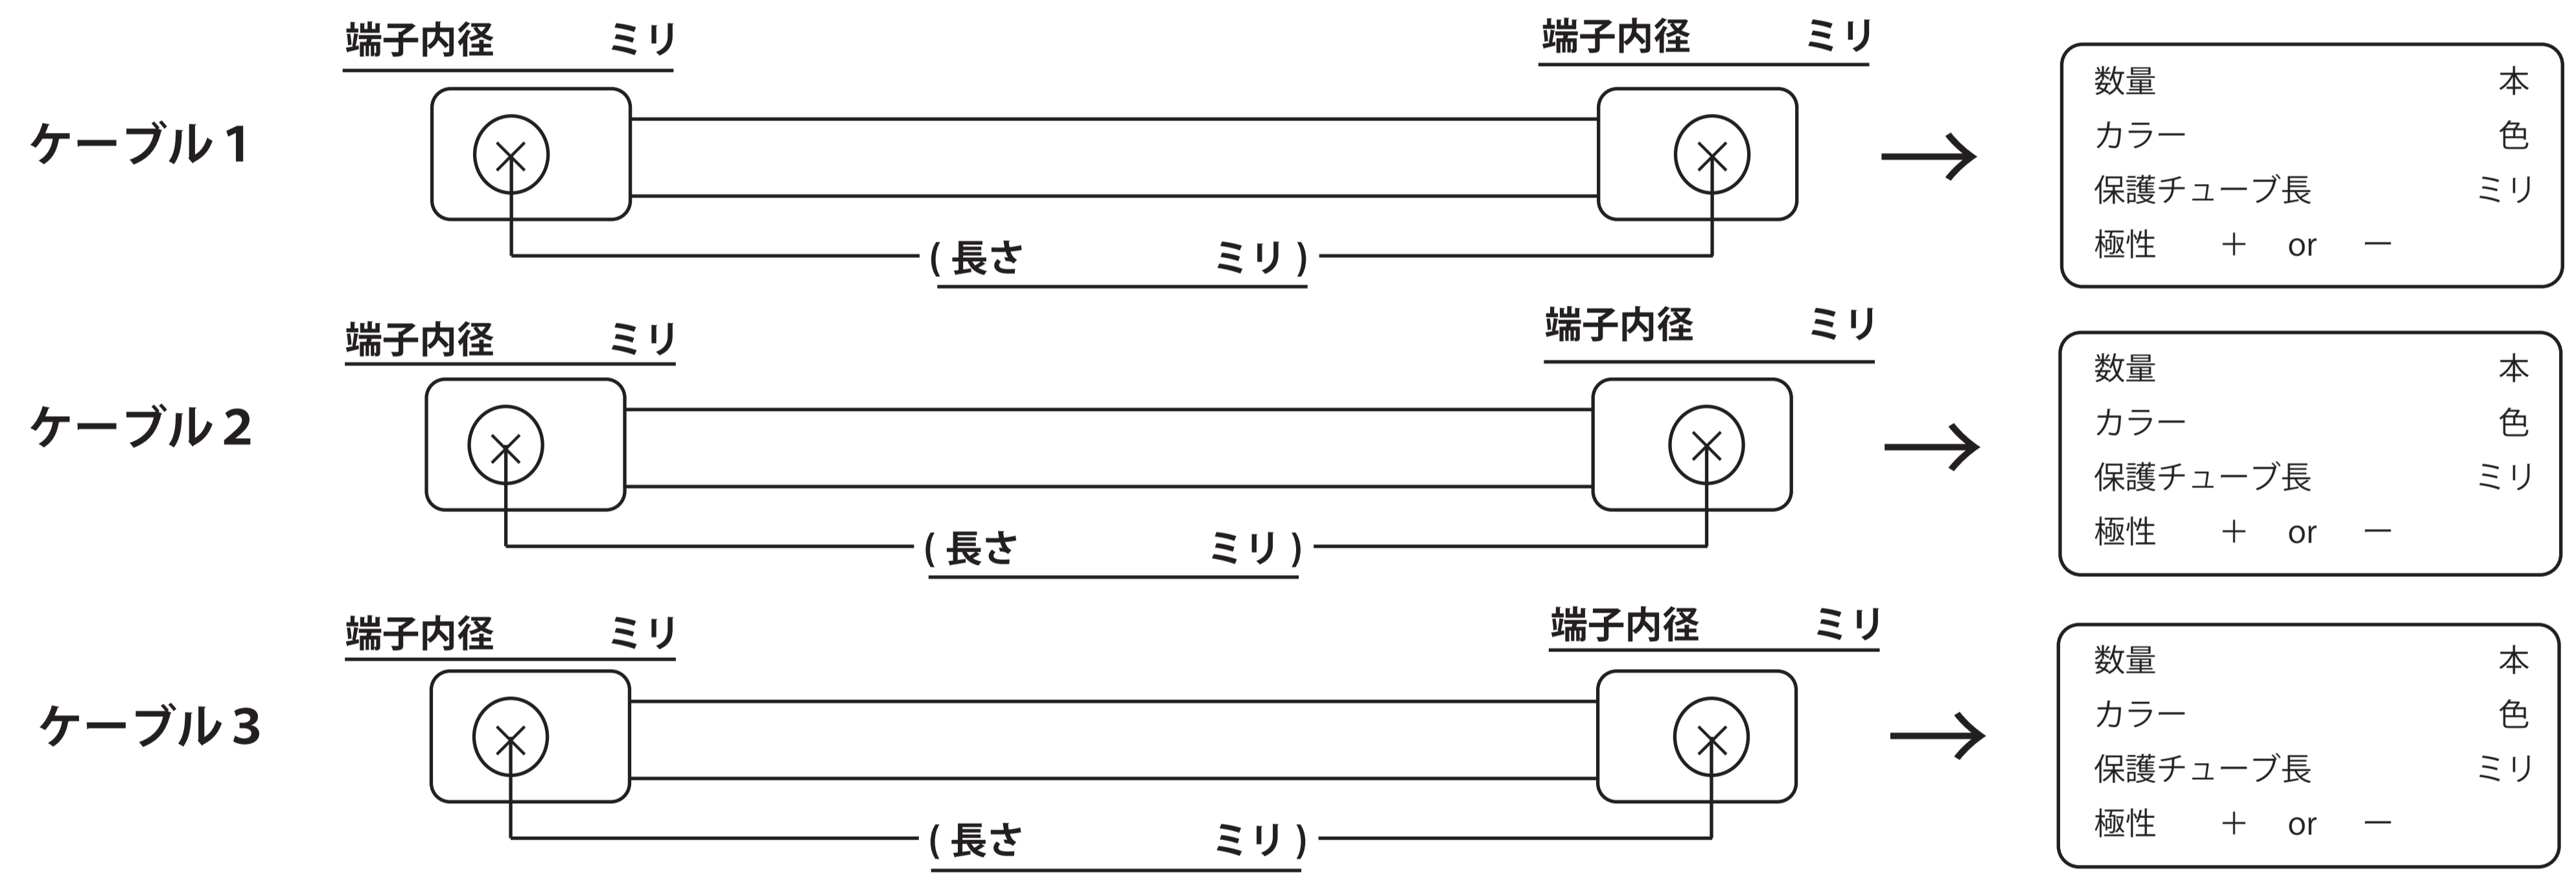 端子内径 ミリ
端子内径 ミリ
ケーブル 1
(長さ ミリ)
数量 本
カラー 色
保護チューブ長 ミリ
極性 + or −
端子内径 ミリ
端子内径 ミリ
ケーブル 2
(長さ ミリ)
数量 本
カラー 色
保護チューブ長 ミリ
極性 + or −
端子内径 ミリ
端子内径 ミリ
ケーブル 3
(長さ ミリ)
数量 本
カラー 色
保護チューブ長 ミリ
極性 + or −